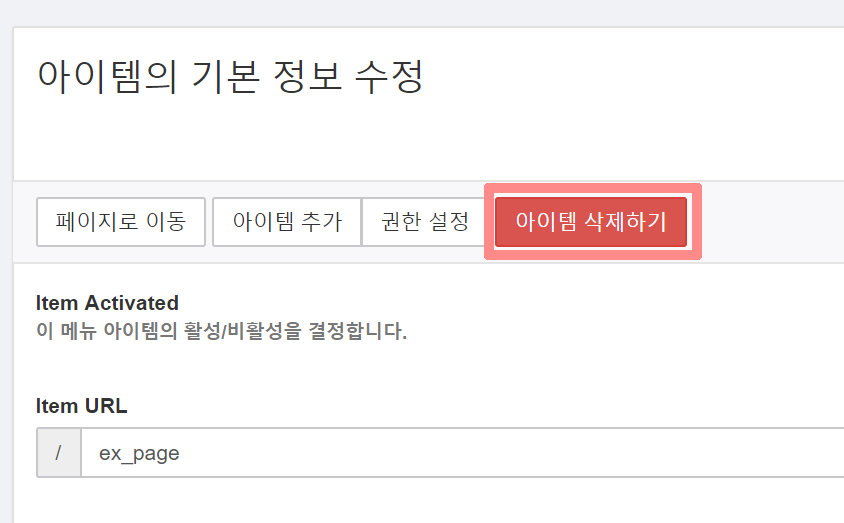 아이템의 기본 정보 수정
페이지로 이동 아이템 추가 권한 설정 아이템 삭제하기
Item Activated
이 메뉴 아이템의 활성/비활성을 결정합니다.
Item URL
/ ex_page